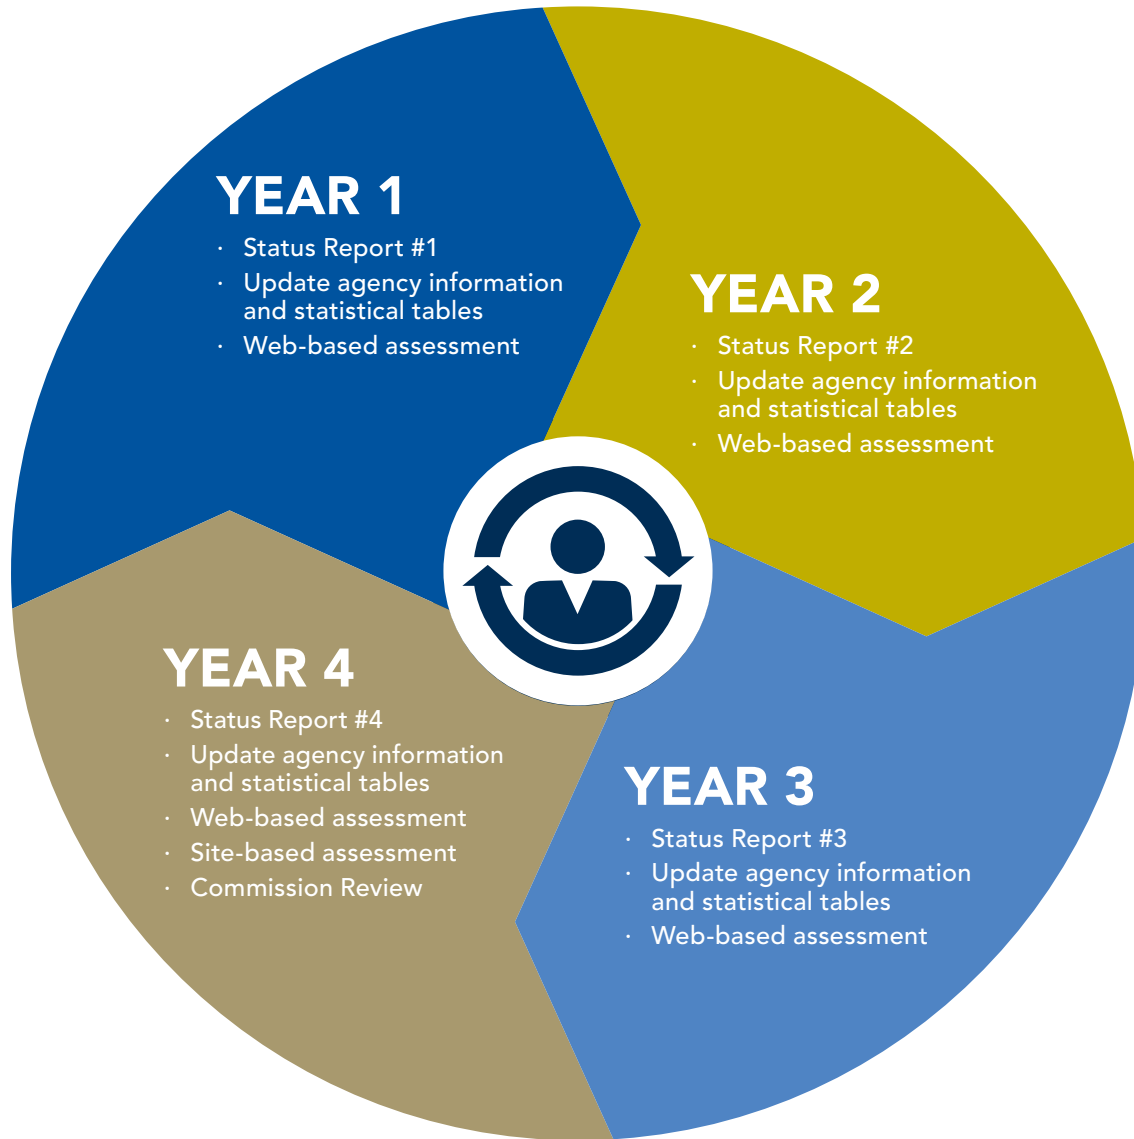 YEAR 1
· Status Report #1
· Update agency information
and statistical tables
· Web-based assessment
YEAR 2
· Status Report #2
· Update agency information
and statistical tables
· Web-based assessment
YEAR 3
· Status Report #3
· Update agency information
and statistical tables
· Web-based assessment
YEAR 4
· Status Report #4
· Update agency information
and statistical tables
· Web-based assessment
· Site-based assessment
· Commission Review